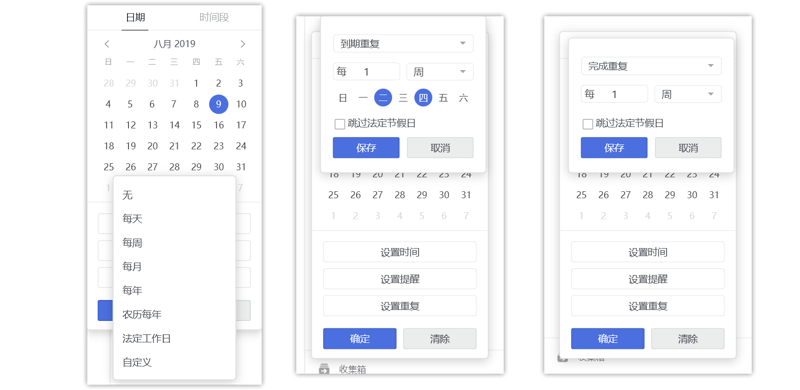 日期 时间段
八月 2019
日 一 二 三 四 五 六
28 29 30 31 1 2 3
4 5 6 7 8 9 10
11 12 13 14 15 16 17
18 19 20 21 22 23 24
25 26 27 28 29 30 31
1 7
无
每天
每周
每月
每年
农历每年
法定工作日
自定义
到期重复
每 1 周
日 一 二 三 四 五 六
跳过法定节假日
保存 取消
18 19 20 21 22 23 24
25 26 27 28 29 30 31
1 2 3 4 5 6 7
设置时间
设置提醒
设置重复
确定 清除
收集箱
完成重复
每 1 周
跳过法定节假日
保存 取消
18 19 20 21 22 23 24
25 26 27 28 29 30 31
1 2 3 4 5 6 7
设置时间
设置提醒
设置重复
确定 清除
收集箱